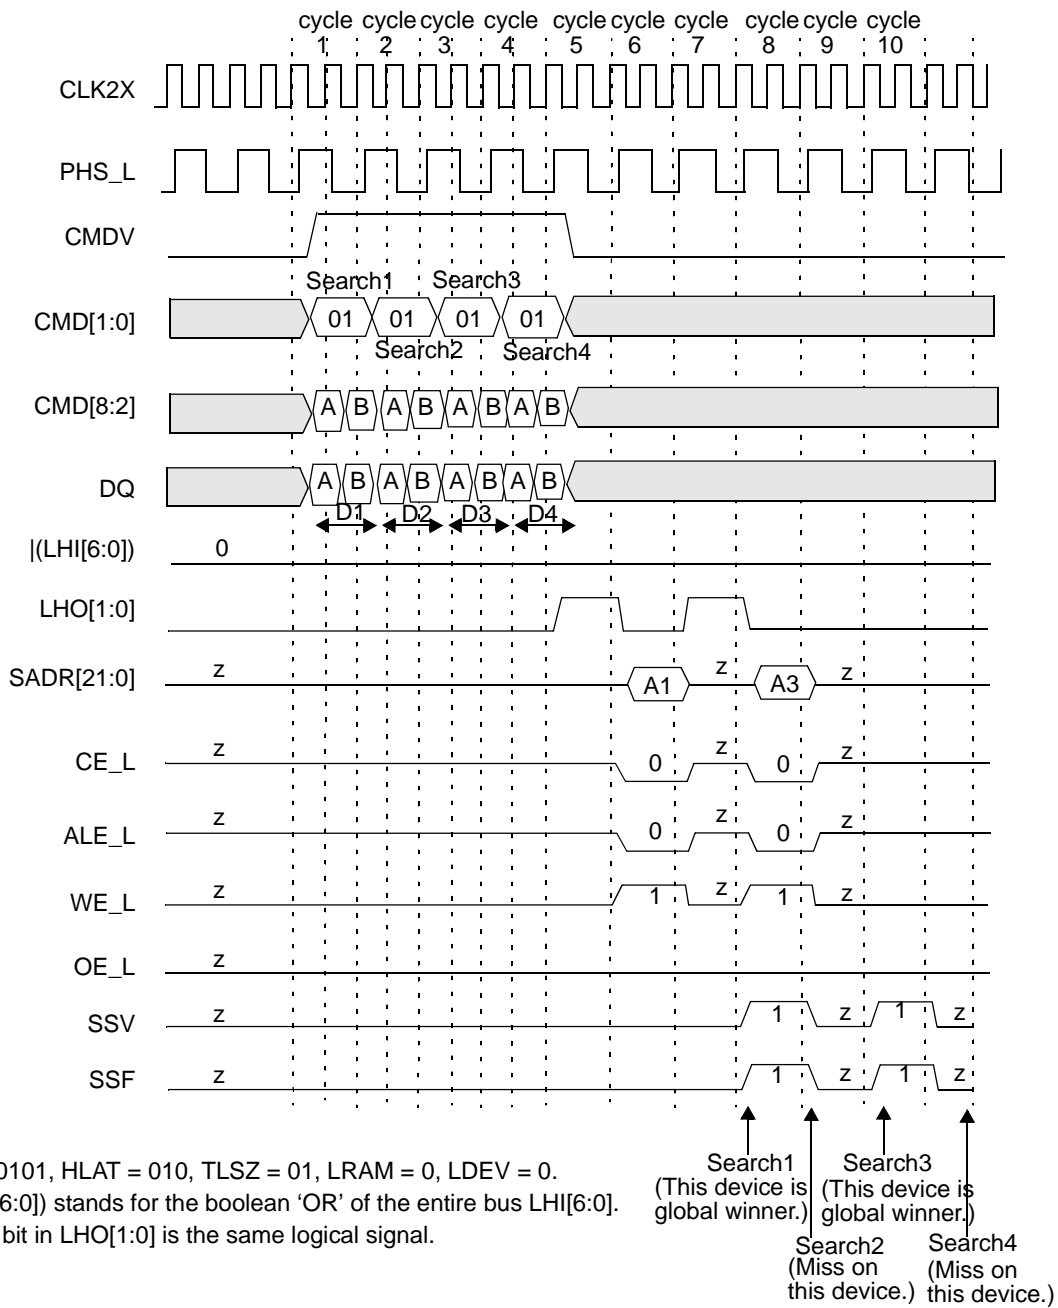 cycle cycle cycle cycle cycle cycle cycle cycle cycle cycle
1 2 3 4 5 6 7 8 9 10
CLK2X
PHS_L
CMDV
Search1 Search3
CMD[1:0] 01 01 01 01
Search2 Search4
CMD[8:2] A B A B A B A B
DQ A B A B A B A B
D1 D2 D3 D4
|(LHI[6:0]) 0
LHO[1:0]
SADR[21:0] z A1 z A3 z
CE_L z 0 z 0 z
ALE_L z 0 z 0 z
WE_L z 1 z 1 z
OE_L z
SSV z 1 z 1 z
SSF z 1 z 1 z
0101, HLAT = 010, TLSZ = 01, LRAM = 0, LDEV = 0.
6:0]) stands for the boolean ‘OR’ of the entire bus LHI[6:0].
bit in LHO[1:0] is the same logical signal.
Search1
(This device is
global winner.)
Search3
(This device is
global winner.)
Search2
(Miss on
this device.)
Search4
(Miss on
this device.)